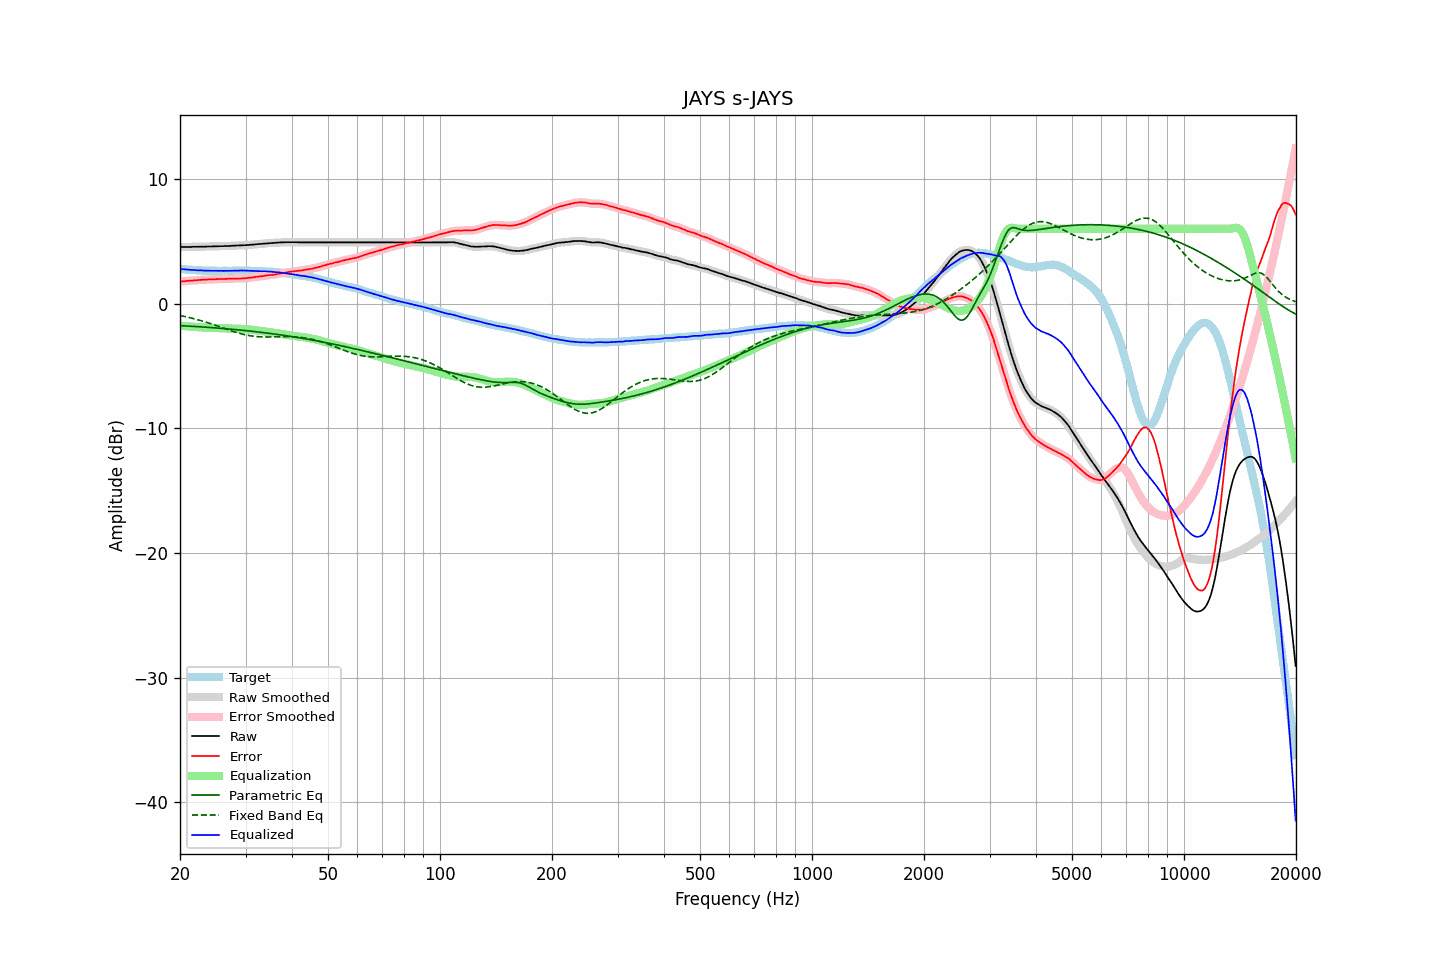 JAYS s-JAYS
Amplitude (dBr)
10
0
−10
−20
−30
−40
Target
Raw Smoothed
Error Smoothed
Raw
Error
Equalization
Parametric Eq
Fixed Band Eq
Equalized
20 50 100 200 500 1000 2000 5000 10000 20000
Frequency (Hz)